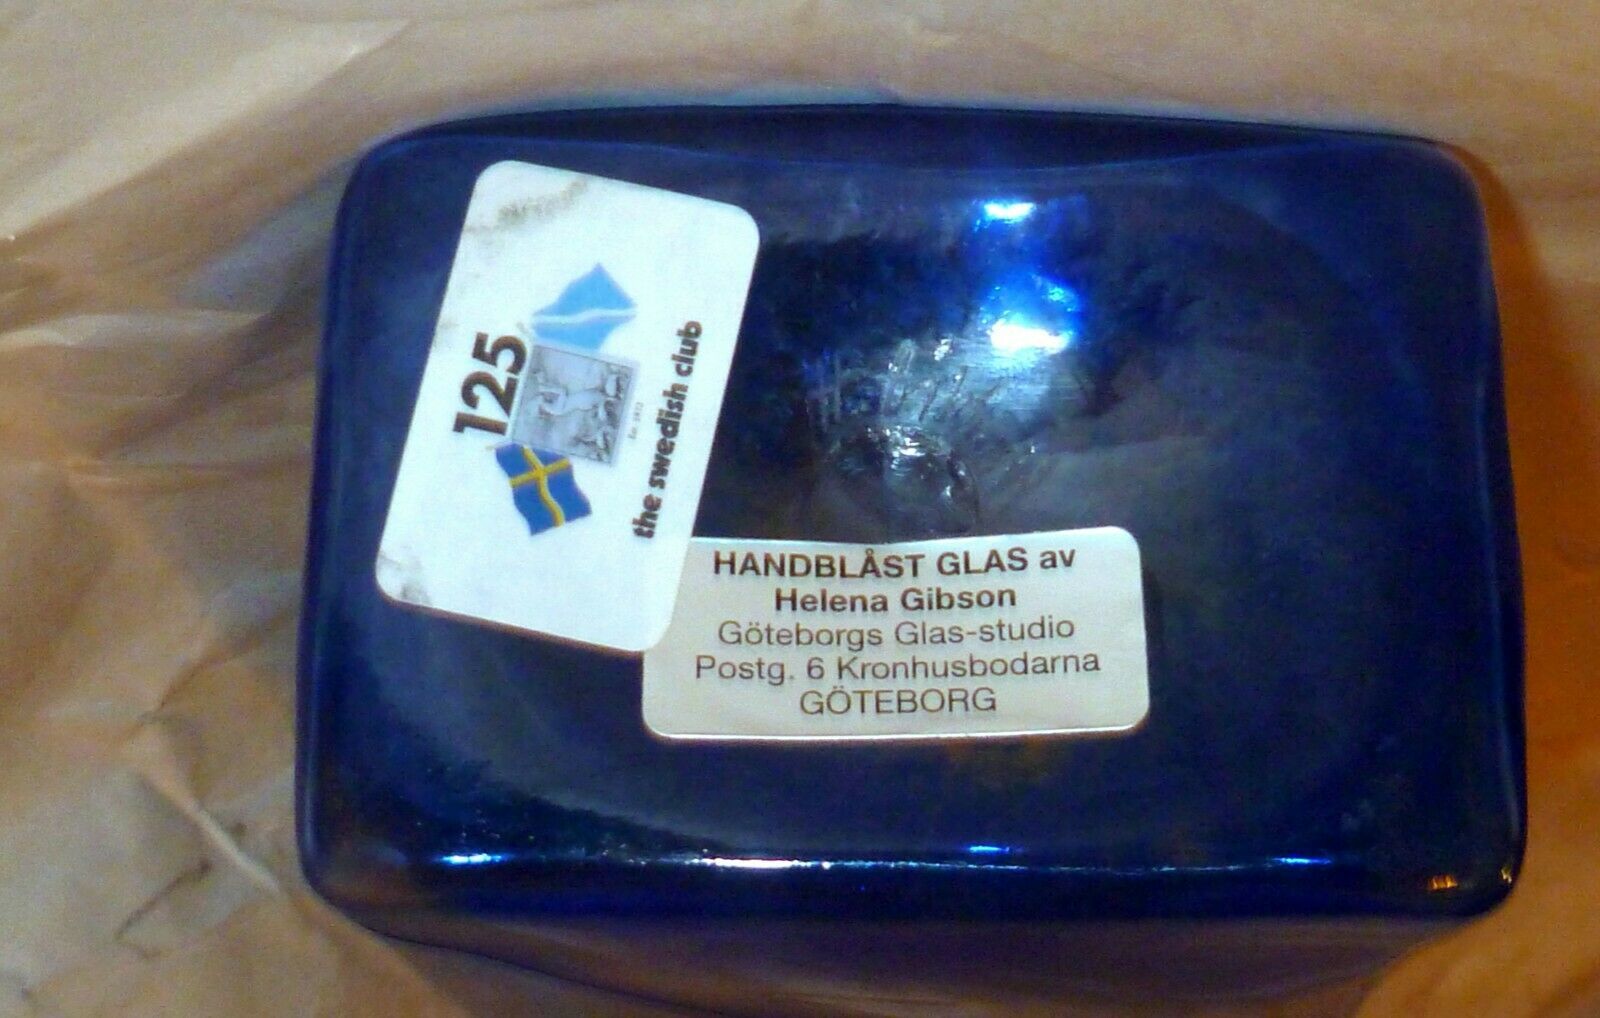 125
the swedish club
HANDBLÅST GLAS av
Helena Gibson
Göteborgs Glas-studio
Postg. 6 Kronhusbodarna
GÖTEBORG